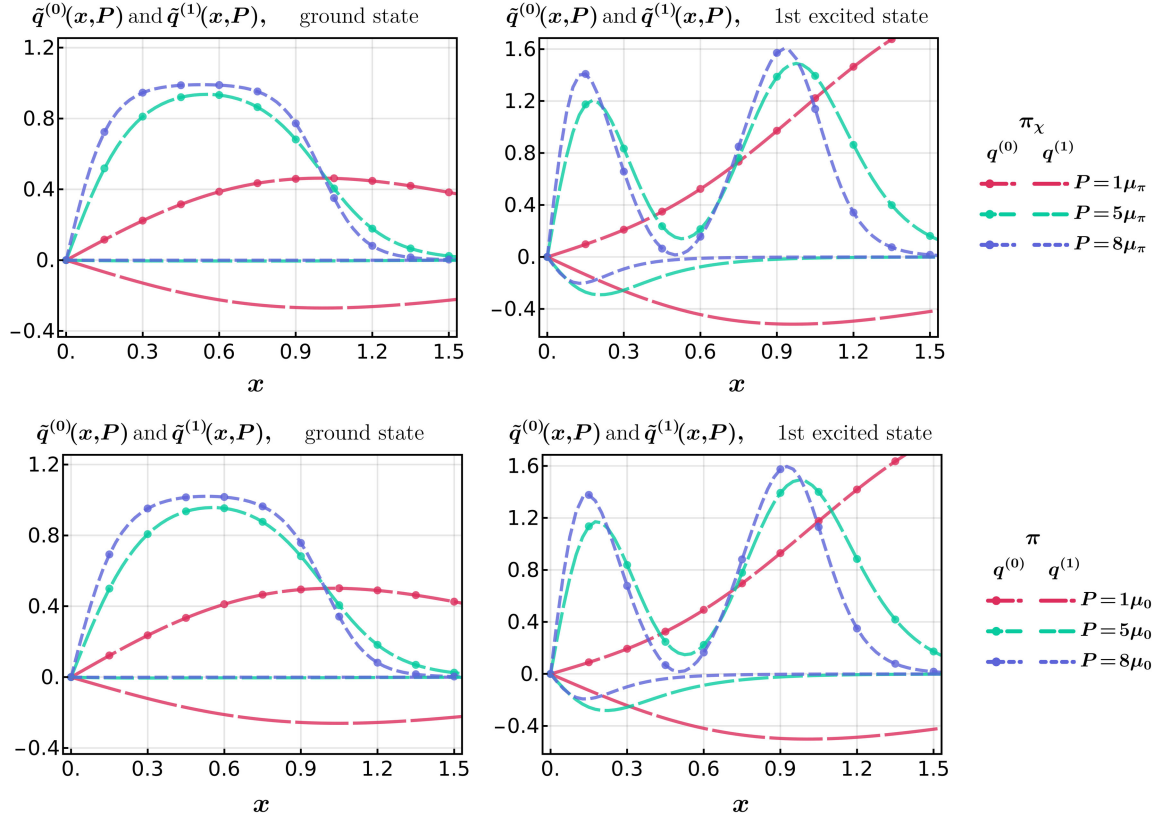 q̃⁽⁰⁾(x,P) and q̃⁽¹⁾(x,P), ground state
1.2
0.8
0.4
0.
−0.4
0. 0.3 0.6 0.9 1.2 1.5
x
q̃⁽⁰⁾(x,P) and q̃⁽¹⁾(x,P), 1st excited state
1.6
1.2
0.8
0.4
0.
−0.4
0. 0.3 0.6 0.9 1.2 1.5
x
π_χ
q⁽⁰⁾ q⁽¹⁾
P=1μ_π
P=5μ_π
P=8μ_π
q̃⁽⁰⁾(x,P) and q̃⁽¹⁾(x,P), ground state
1.2
0.8
0.4
0.
−0.4
0. 0.3 0.6 0.9 1.2 1.5
x
q̃⁽⁰⁾(x,P) and q̃⁽¹⁾(x,P), 1st excited state
1.6
1.2
0.8
0.4
0.
−0.4
0. 0.3 0.6 0.9 1.2 1.5
x
π
q⁽⁰⁾ q⁽¹⁾
P=1μ₀
P=5μ₀
P=8μ₀